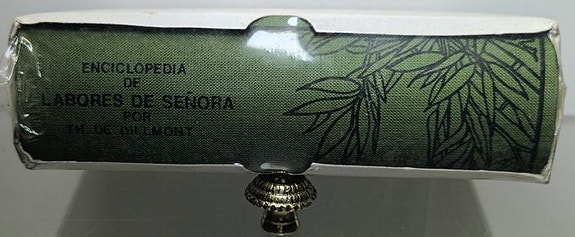 ENCICLOPEDIA
DE
LABORES DE SEÑORA
POR
TH. DE DILLMONT